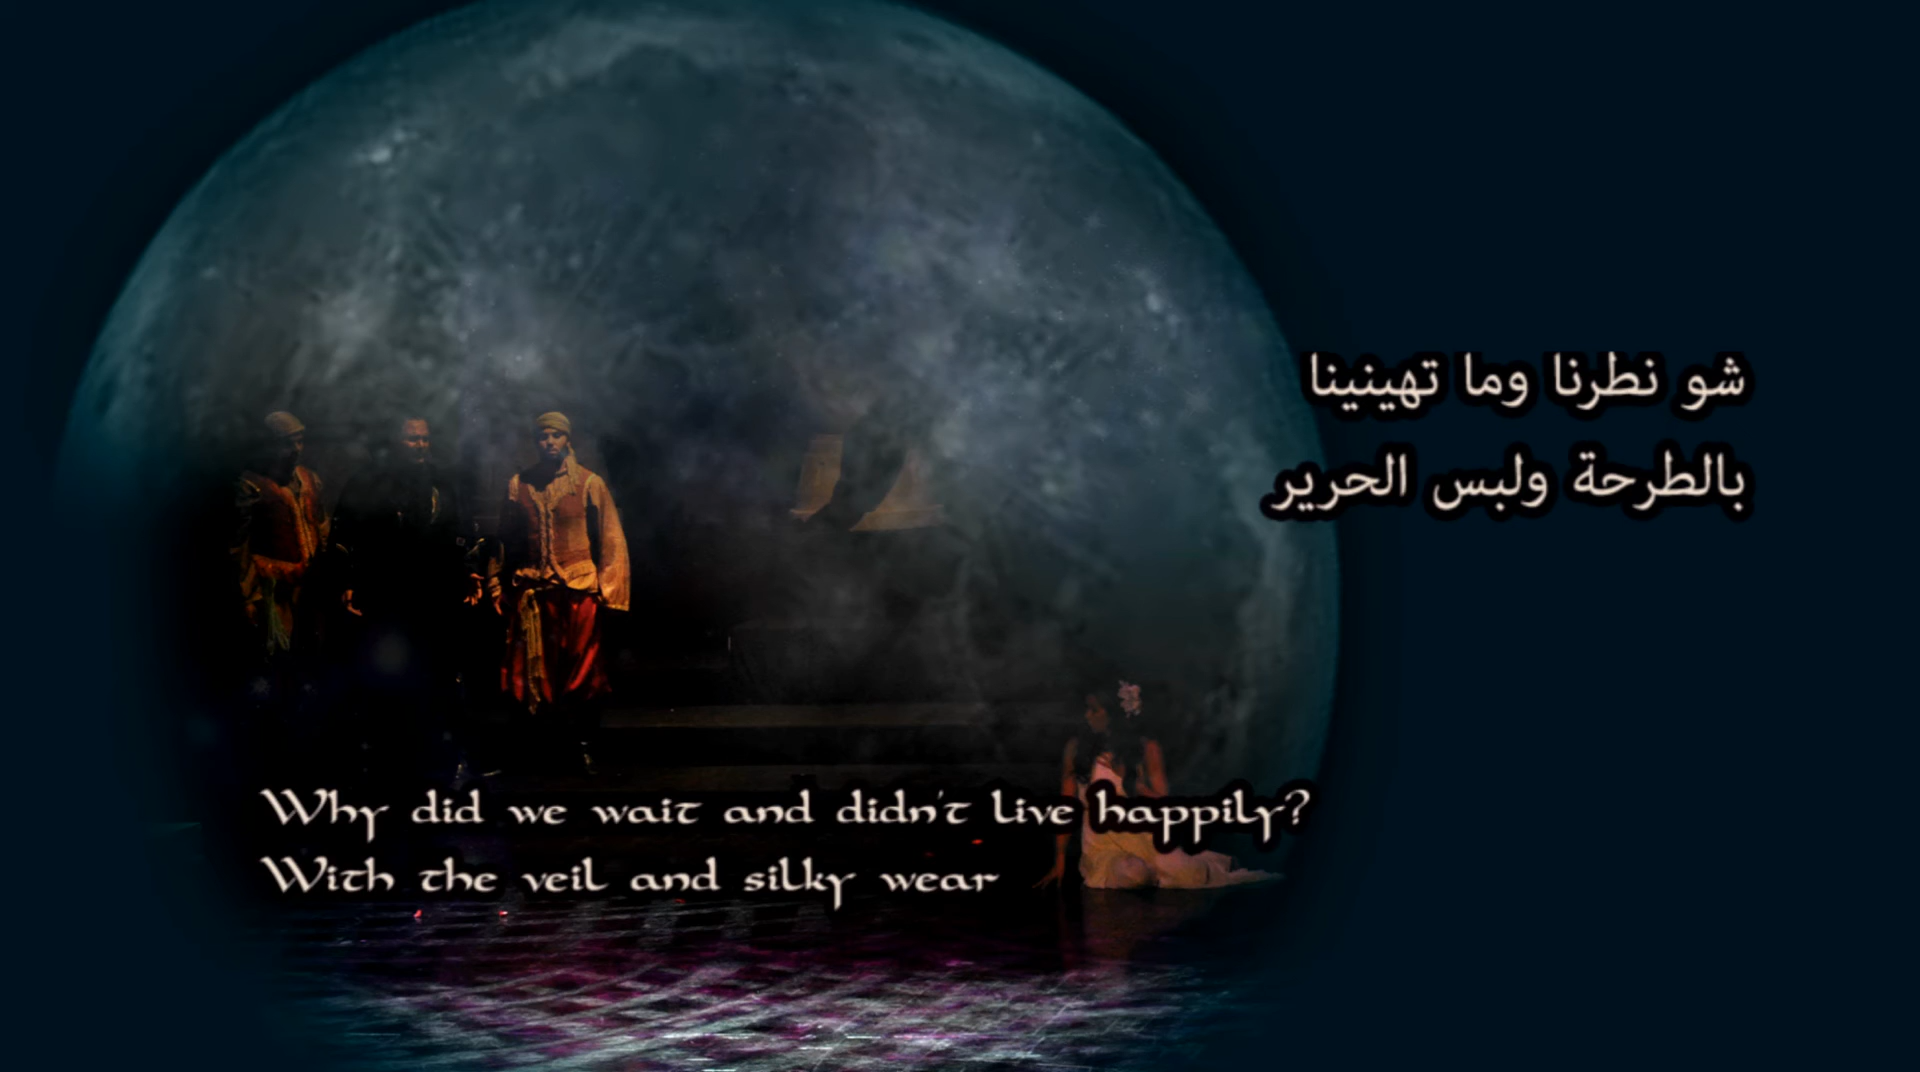 شو نطرنا وما تهينينا
بالطرحة ولبس الحرير
Why did we wait and didn't live happily?
With the veil and silky wear